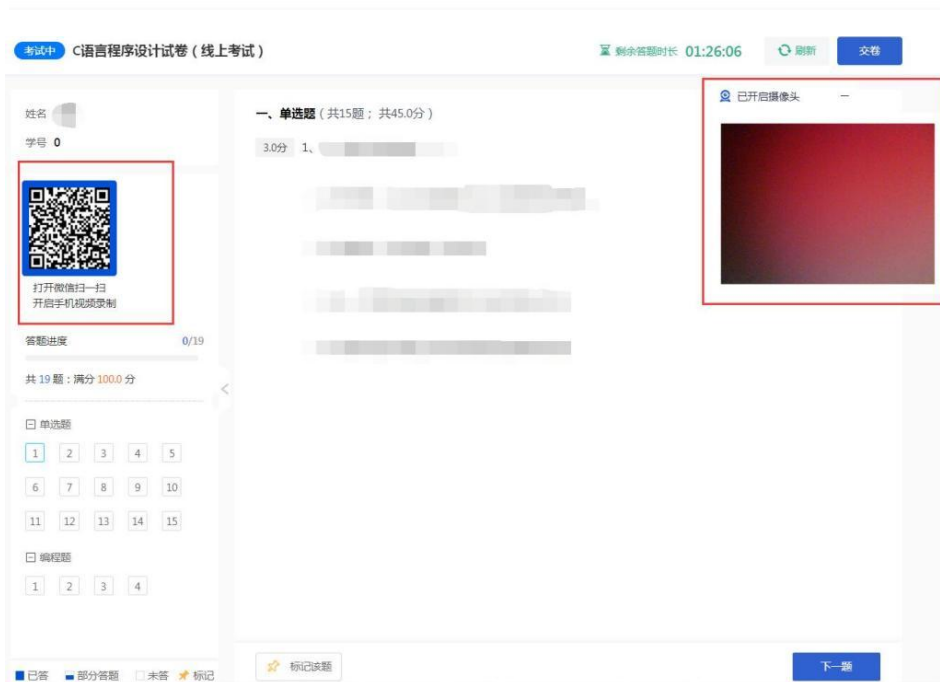 考试中 C语言程序设计试卷（线上考试） 剩余答题时长 01:26:06 刷新 交卷
姓名
学号 0
打开微信扫一扫
开启手机视频录制
答题进度 0/19
共 19 题；满分 100.0 分
单选题
1 2 3 4 5
6 7 8 9 10
11 12 13 14 15
编程题
1 2 3 4
已答 部分答题 未答 标记
一、单选题（共15题；共45.0分）
3.0分 1、
已开启摄像头
标记该题 下一题